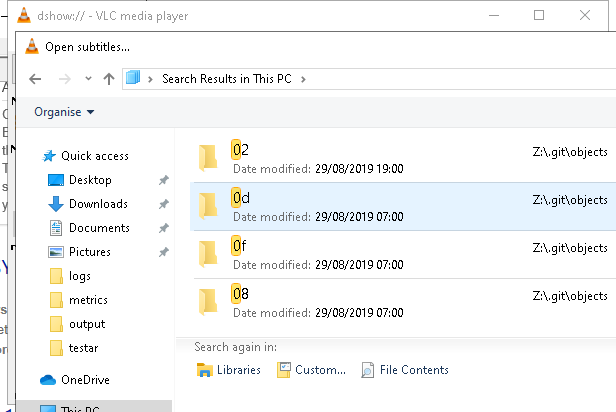 dshow:// - VLC media player
Open subtitles...
Search Results in This PC
Organise
Quick access
Desktop
Downloads
Documents
Pictures
logs
metrics
output
testar
OneDrive
This PC
02
Z:\.git\objects
Date modified: 29/08/2019 19:00
0d
Z:\.git\objects
Date modified: 29/08/2019 07:00
0f
Z:\.git\objects
Date modified: 29/08/2019 07:00
08
Z:\.git\objects
Date modified: 29/08/2019 07:00
Search again in:
Libraries
Custom...
File Contents